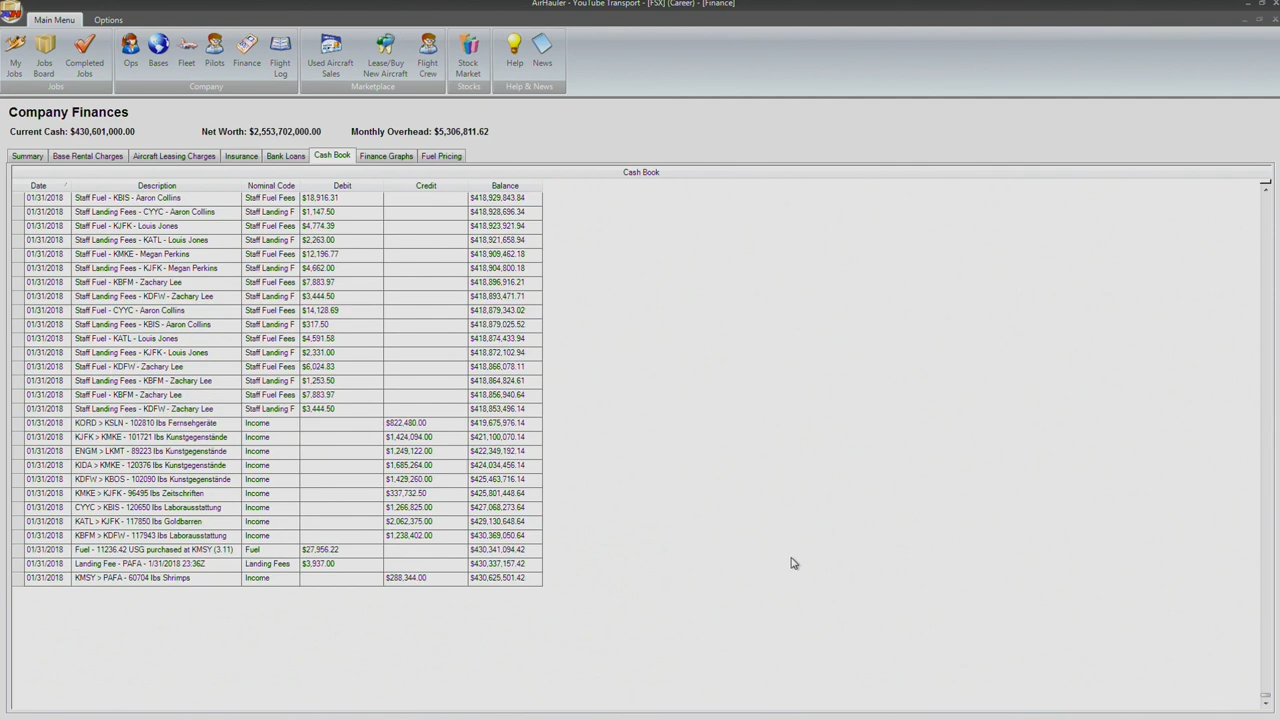 AirHauler - YouTube Transport - [FSX] (Career) - [Finance]
Main Menu Options
My Jobs
Jobs Board
Completed Jobs
Ops
Bases
Fleet
Pilots
Finance
Flight Log
Used Aircraft Sales
Lease/Buy New Aircraft
Flight Crew
Stock Market
Help
News
Jobs Company Marketplace Stocks Help & News
Company Finances
Current Cash: $430,601,000.00 Net Worth: $2,553,702,000.00 Monthly Overhead: $5,306,811.62
Summary Base Rental Charges Aircraft Leasing Charges Insurance Bank Loans Cash Book Finance Graphs Fuel Pricing
Cash Book
Date Description Nominal Code Debit Credit Balance
01/31/2018 Staff Fuel - KBIS - Aaron Collins Staff Fuel Fees $18,916.31 $418,929,843.84
01/31/2018 Staff Landing Fees - CYYC - Aaron Collins Staff Landing F $1,147.50 $418,928,696.34
01/31/2018 Staff Fuel - KJFK - Louis Jones Staff Fuel Fees $4,774.39 $418,923,921.94
01/31/2018 Staff Landing Fees - KATL - Louis Jones Staff Landing F $2,263.00 $418,921,658.94
01/31/2018 Staff Fuel - KMKE - Megan Perkins Staff Fuel Fees $12,196.77 $418,909,462.18
01/31/2018 Staff Landing Fees - KJFK - Megan Perkins Staff Landing F $4,662.00 $418,904,800.18
01/31/2018 Staff Fuel - KBFM - Zachary Lee Staff Fuel Fees $7,883.97 $418,896,916.21
01/31/2018 Staff Landing Fees - KDFW - Zachary Lee Staff Landing F $3,444.50 $418,893,471.71
01/31/2018 Staff Fuel - CYYC - Aaron Collins Staff Fuel Fees $14,128.69 $418,879,343.02
01/31/2018 Staff Landing Fees - KBIS - Aaron Collins Staff Landing F $317.50 $418,879,025.52
01/31/2018 Staff Fuel - KATL - Louis Jones Staff Fuel Fees $4,591.58 $418,874,433.94
01/31/2018 Staff Landing Fees - KJFK - Louis Jones Staff Landing F $2,331.00 $418,872,102.94
01/31/2018 Staff Fuel - KDFW - Zachary Lee Staff Fuel Fees $6,024.83 $418,866,078.11
01/31/2018 Staff Landing Fees - KBFM - Zachary Lee Staff Landing F $1,253.50 $418,864,824.61
01/31/2018 Staff Fuel - KBFM - Zachary Lee Staff Fuel Fees $7,883.97 $418,856,940.64
01/31/2018 Staff Landing Fees - KDFW - Zachary Lee Staff Landing F $3,444.50 $418,853,496.14
01/31/2018 KORD > KSLN - 102810 lbs Fernsehgeräte Income $822,480.00 $419,675,976.14
01/31/2018 KJFK > KMKE - 101721 lbs Kunstgegenstände Income $1,424,094.00 $421,100,070.14
01/31/2018 ENGM > LKMT - 89223 lbs Kunstgegenstände Income $1,249,122.00 $422,349,192.14
01/31/2018 KIDA > KMKE - 120376 lbs Kunstgegenstände Income $1,685,264.00 $424,034,456.14
01/31/2018 KDFW > KBOS - 102090 lbs Kunstgegenstände Income $1,429,260.00 $425,463,716.14
01/31/2018 KMKE > KJFK - 96495 lbs Zeitschriften Income $337,732.50 $425,801,448.64
01/31/2018 CYYC > KBIS - 120650 lbs Laborausstattung Income $1,266,825.00 $427,068,273.64
01/31/2018 KATL > KJFK - 117850 lbs Goldbarren Income $2,062,375.00 $429,130,648.64
01/31/2018 KBFM > KDFW - 117943 lbs Laborausstattung Income $1,238,402.00 $430,369,050.64
01/31/2018 Fuel - 11236.42 USG purchased at KMSY (3.11) Fuel $27,956.22 $430,341,094.42
01/31/2018 Landing Fee - PAFA - 1/31/2018 23:36Z Landing Fees $3,937.00 $430,337,157.42
01/31/2018 KMSY > PAFA - 60704 lbs Shrimps Income $288,344.00 $430,625,501.42